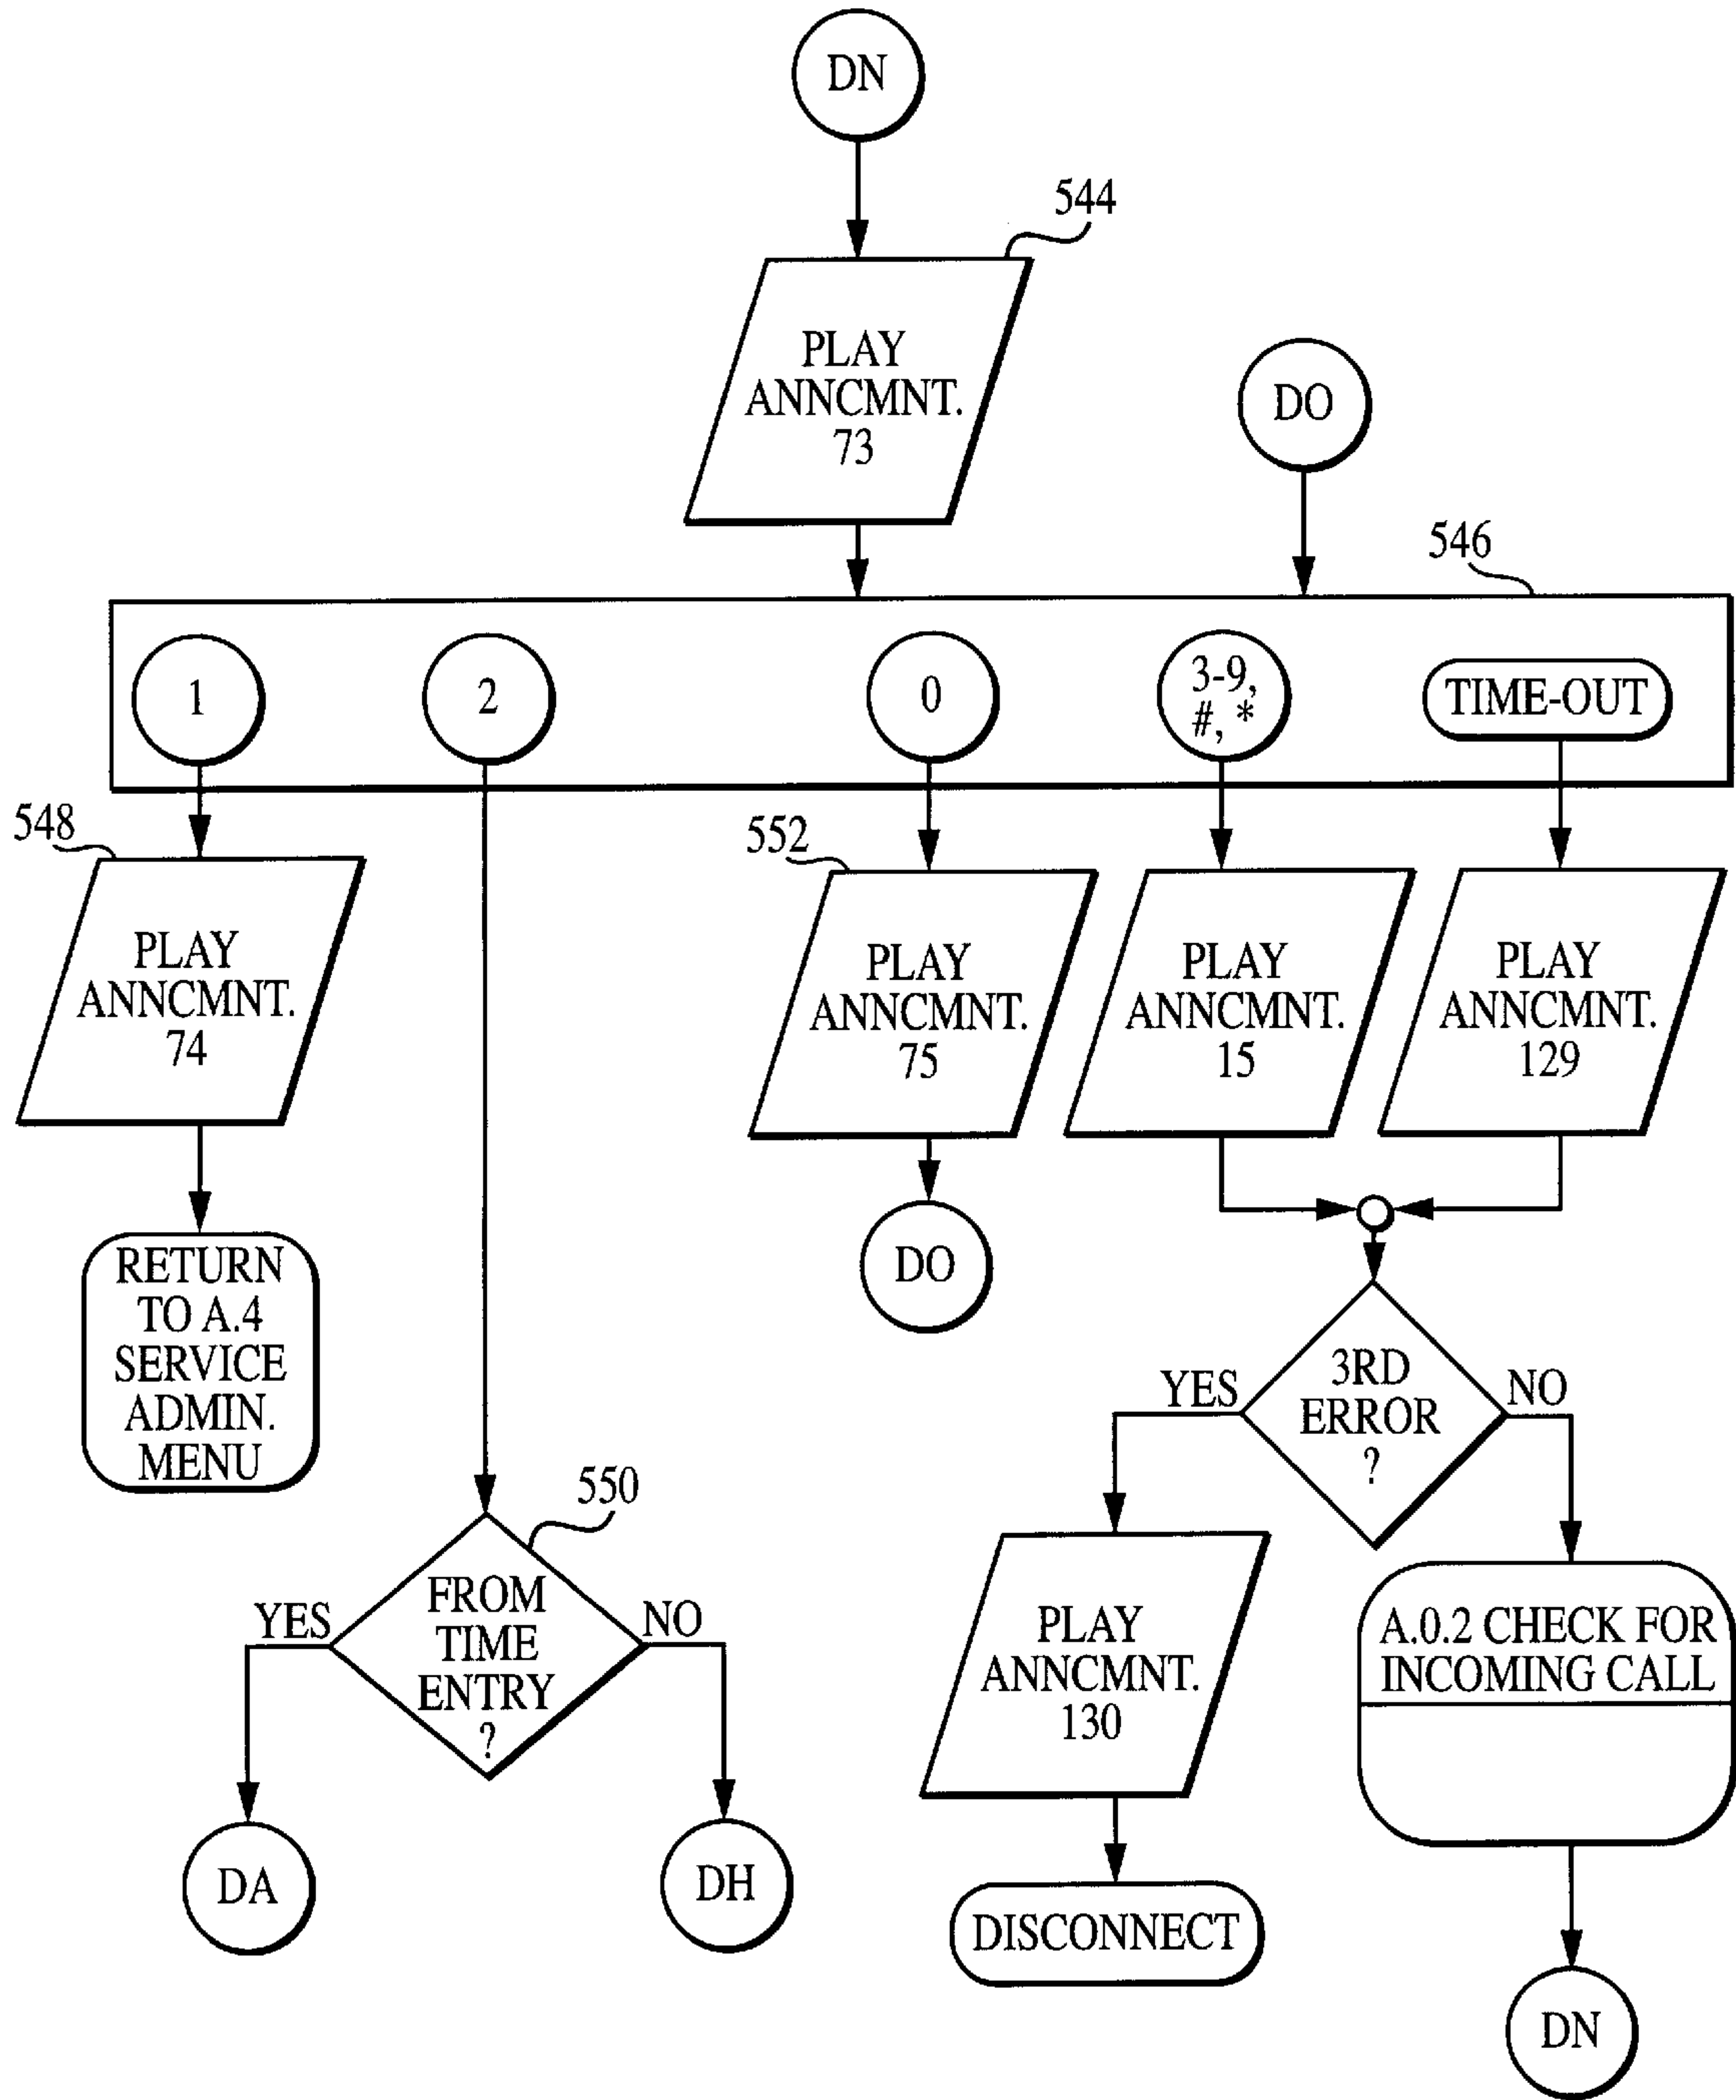 DN
544
PLAY
ANNCMNT.
73
DO
546
1
2
0
3-9,
#, *
TIME-OUT
548
PLAY
ANNCMNT.
74
552
PLAY
ANNCMNT.
75
PLAY
ANNCMNT.
15
PLAY
ANNCMNT.
129
RETURN
TO A.4
SERVICE
ADMIN.
MENU
DO
YES
3RD
ERROR
?
NO
550
FROM
TIME
ENTRY
?
YES
NO
PLAY
ANNCMNT.
130
A.0.2 CHECK FOR
INCOMING CALL
DA
DH
DISCONNECT
DN